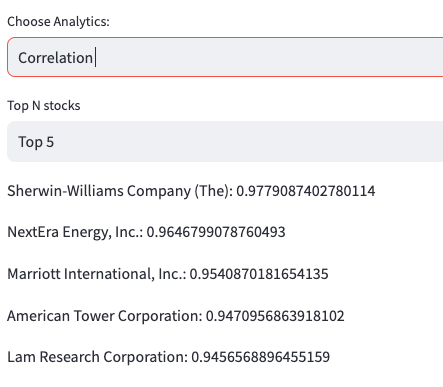 Choose Analytics:
Correlation
Top N stocks
Top 5
Sherwin-Williams Company (The): 0.9779087402780114
NextEra Energy, Inc.: 0.9646799078760493
Marriott International, Inc.: 0.9540870181654135
American Tower Corporation: 0.9470956863918102
Lam Research Corporation: 0.9456568896455159